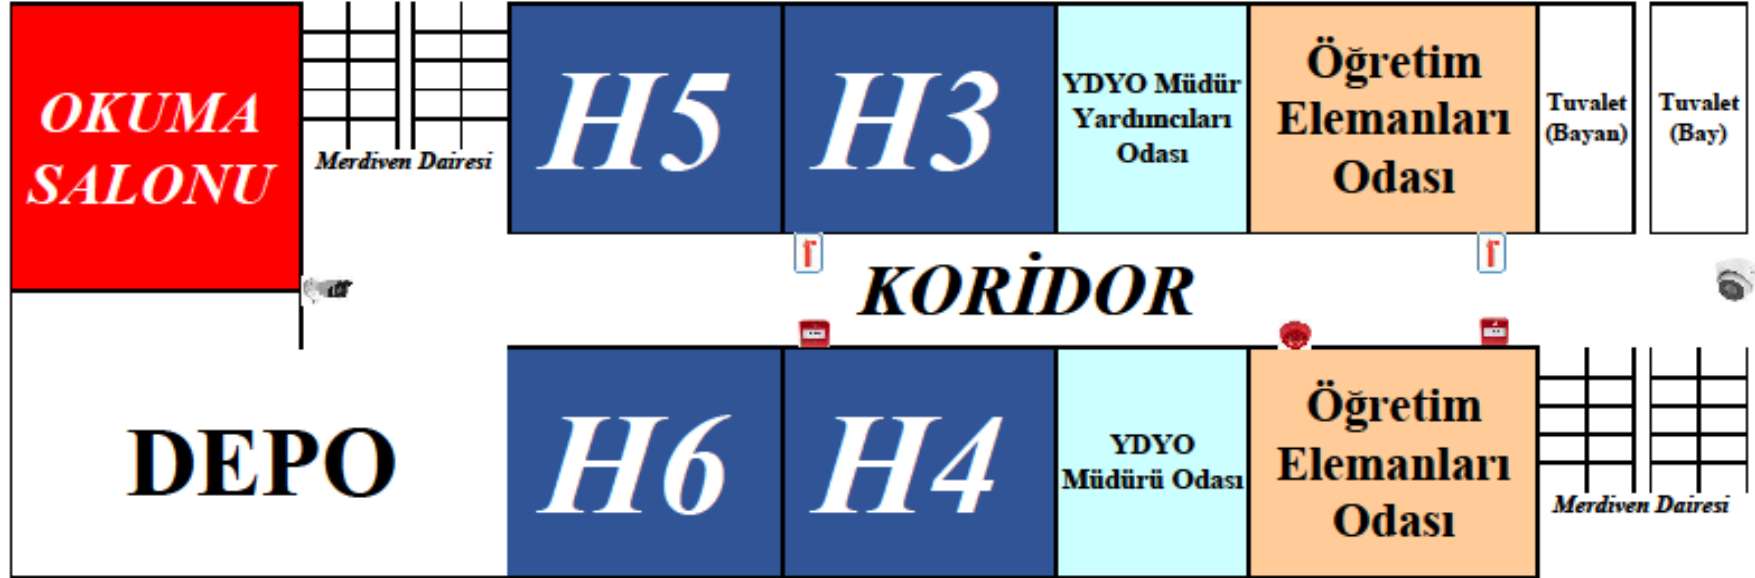 OKUMA
SALONU
Merdiven Dairesi
H5
H3
YDYO Müdür
Yardımcıları
Odası
Öğretim
Elemanları
Odası
Tuvalet
(Bayan)
Tuvalet
(Bay)
KORİDOR
DEPO
H6
H4
YDYO
Müdürü Odası
Öğretim
Elemanları
Odası
Merdiven Dairesi